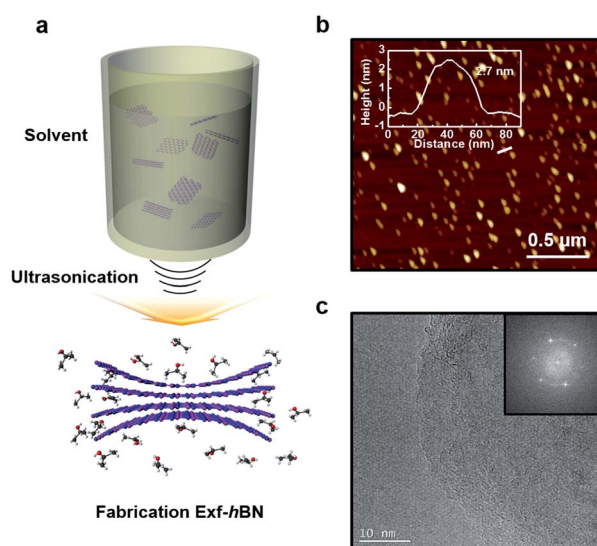 a
Solvent
Ultrasonication
Fabrication Exf-hBN
b
Height (nm)
3
2
1
0
-1
2.7 nm
0 20 40 60 80
Distance (nm)
0.5 μm
c
10 nm